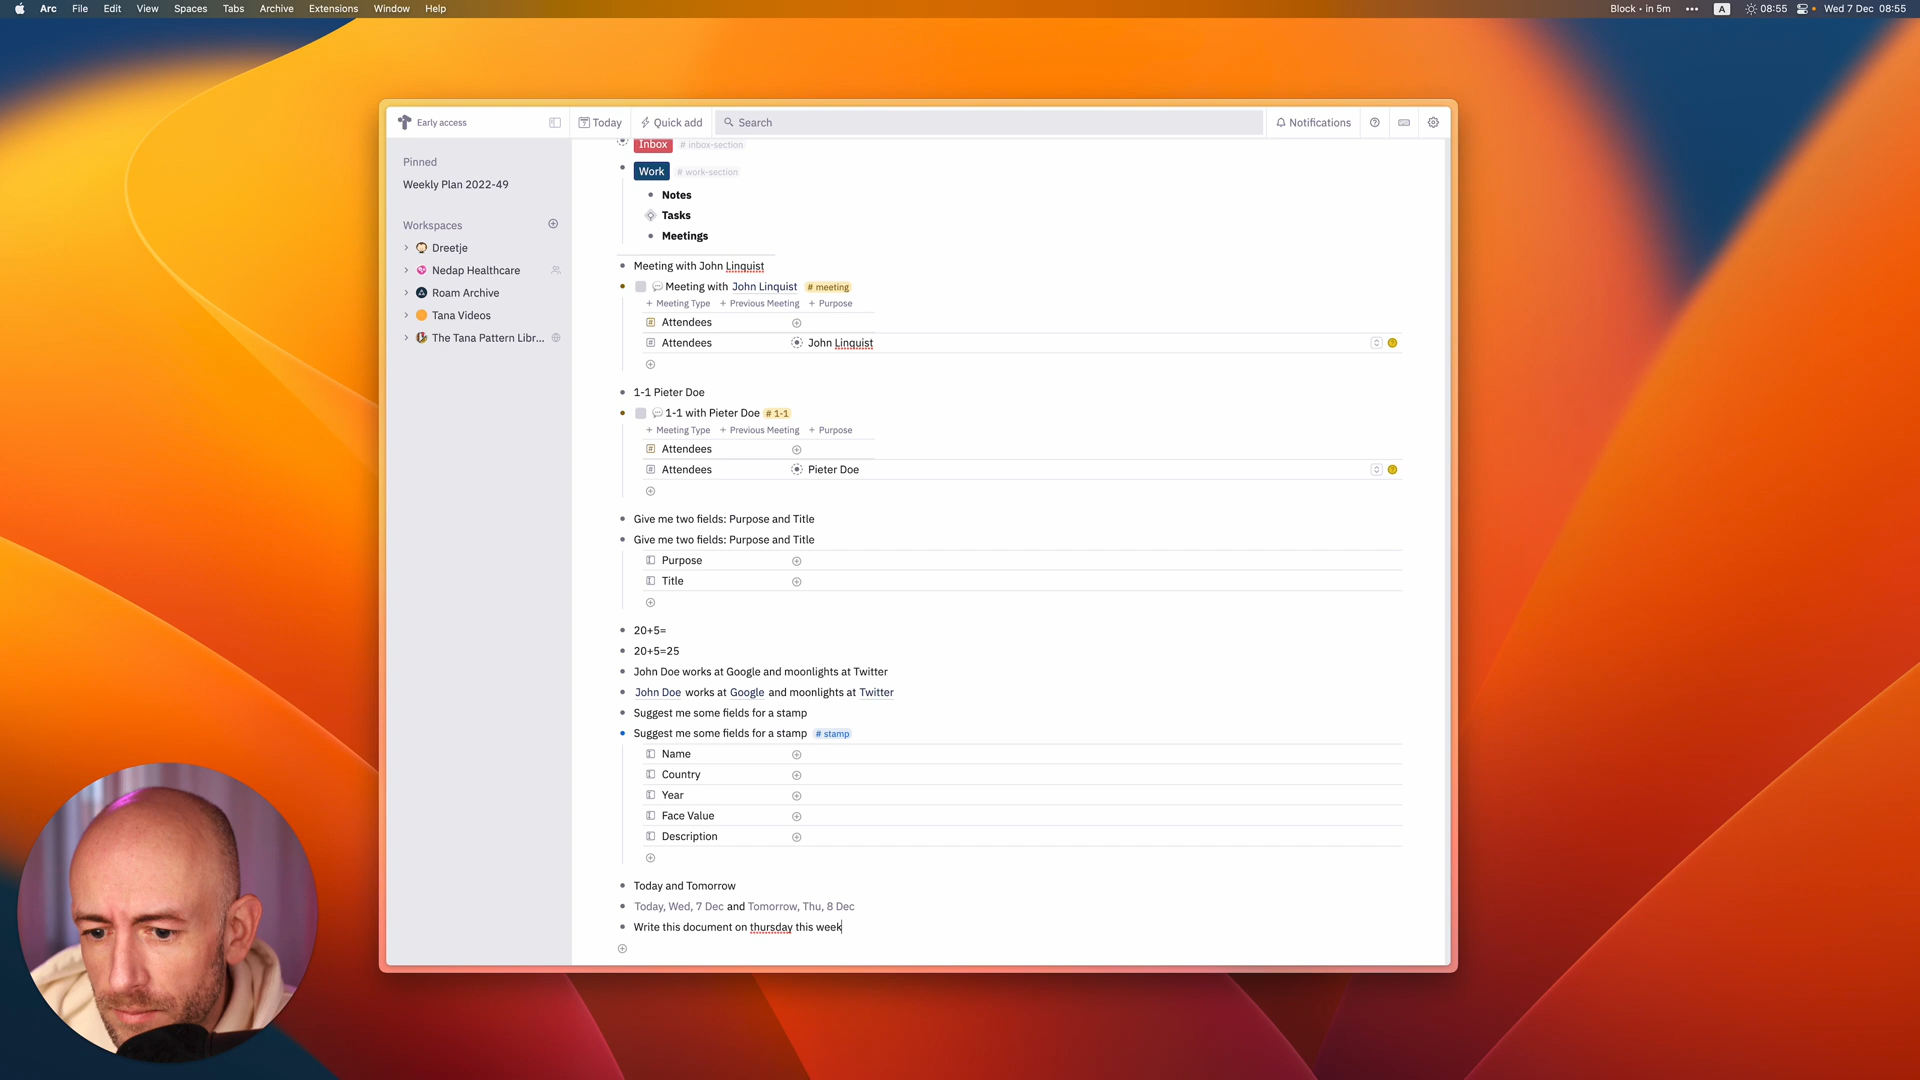 Arc File Edit View Spaces Tabs Archive Extensions Window Help
Block • in 5m ••• A 08:55 Wed 7 Dec 08:55
Early access
Today
Quick add
Search
Notifications
Pinned
Weekly Plan 2022-49
Workspaces
Dreetje
Nedap Healthcare
Roam Archive
Tana Videos
The Tana Pattern Libr...
Inbox # inbox-section
Work # work-section
Notes
Tasks
Meetings
Meeting with John Linquist
Meeting with John Linquist # meeting
+ Meeting Type + Previous Meeting + Purpose
Attendees
Attendees John Linquist
1-1 Pieter Doe
1-1 with Pieter Doe # 1-1
+ Meeting Type + Previous Meeting + Purpose
Attendees
Attendees Pieter Doe
Give me two fields: Purpose and Title
Give me two fields: Purpose and Title
Purpose
Title
20+5=
20+5=25
John Doe works at Google and moonlights at Twitter
John Doe works at Google and moonlights at Twitter
Suggest me some fields for a stamp
Suggest me some fields for a stamp # stamp
Name
Country
Year
Face Value
Description
Today and Tomorrow
Today, Wed, 7 Dec and Tomorrow, Thu, 8 Dec
Write this document on thursday this week